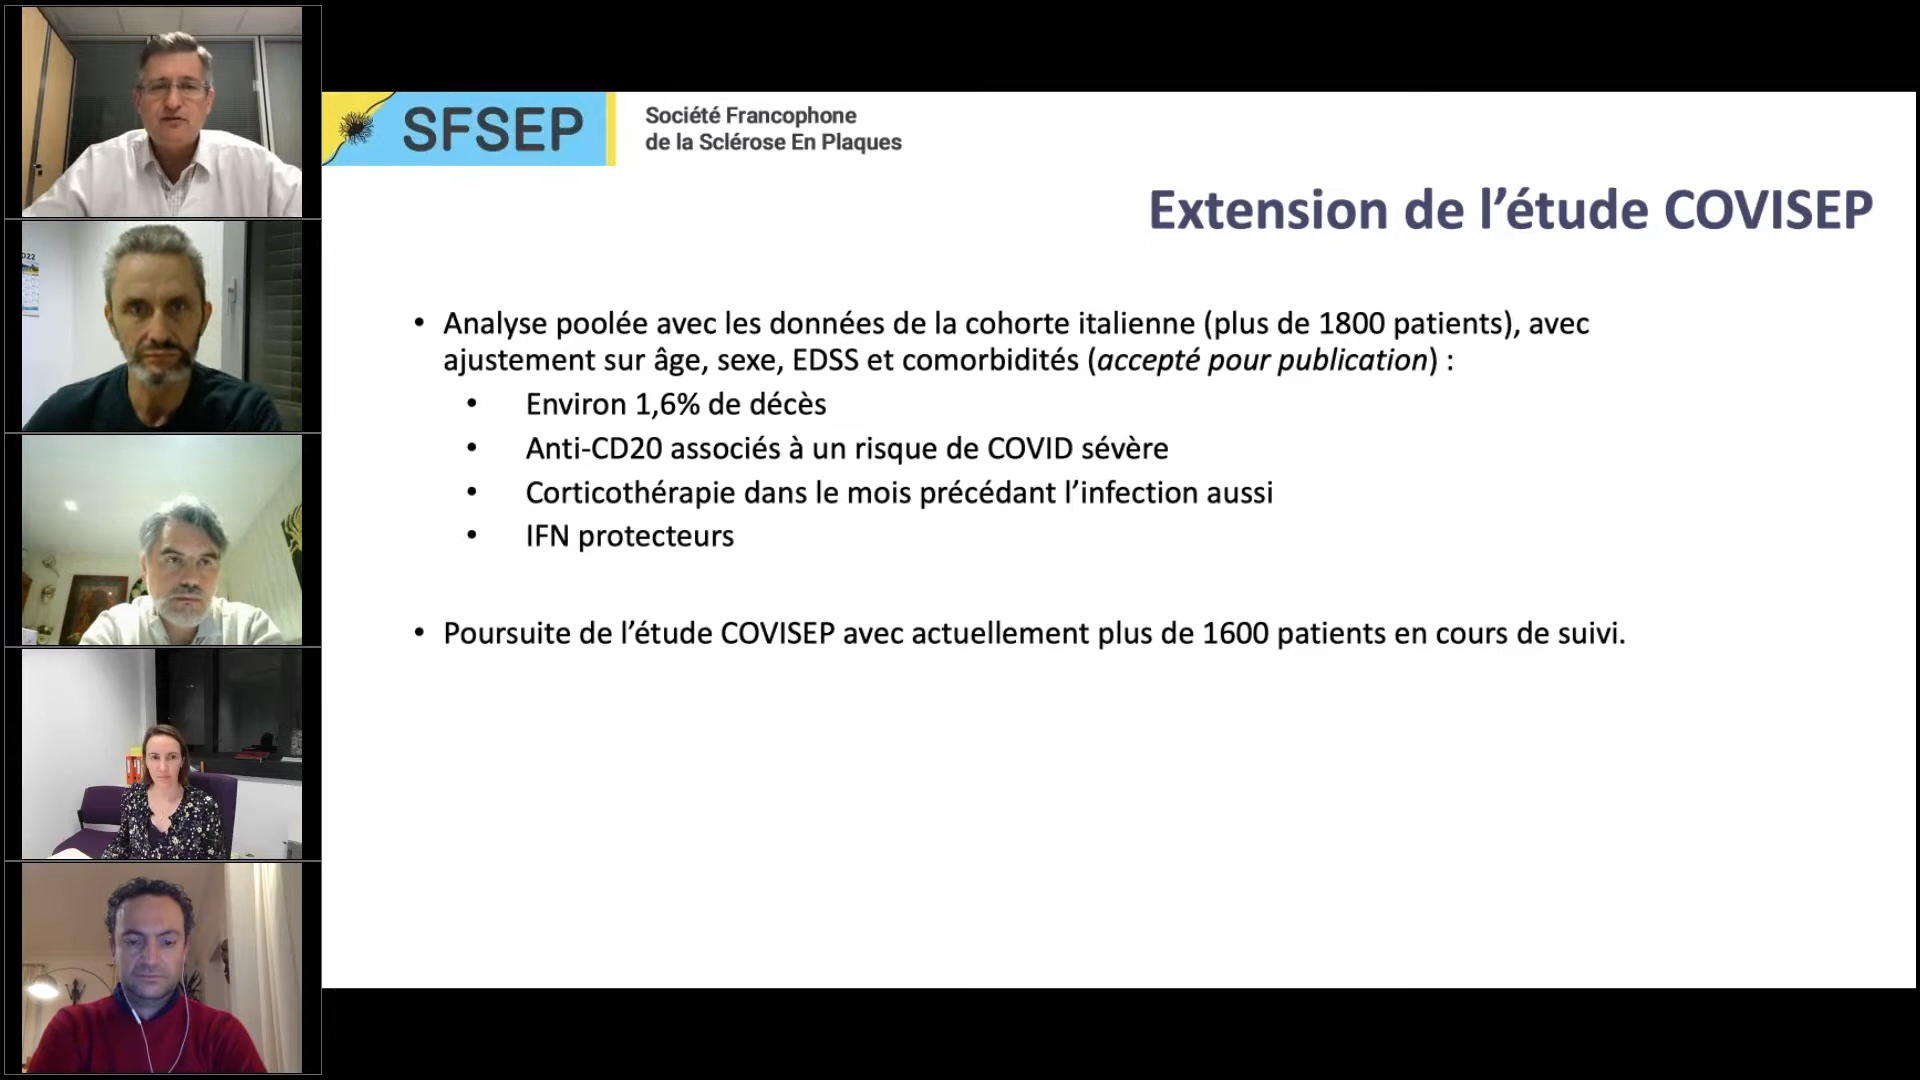 SFSEP
Société Francophone
de la Sclérose En Plaques
Extension de l’étude COVISEP
• Analyse poolée avec les données de la cohorte italienne (plus de 1800 patients), avec
ajustement sur âge, sexe, EDSS et comorbidités (accepté pour publication) :
• Environ 1,6% de décès
• Anti-CD20 associés à un risque de COVID sévère
• Corticothérapie dans le mois précédant l’infection aussi
• IFN protecteurs
• Poursuite de l’étude COVISEP avec actuellement plus de 1600 patients en cours de suivi.